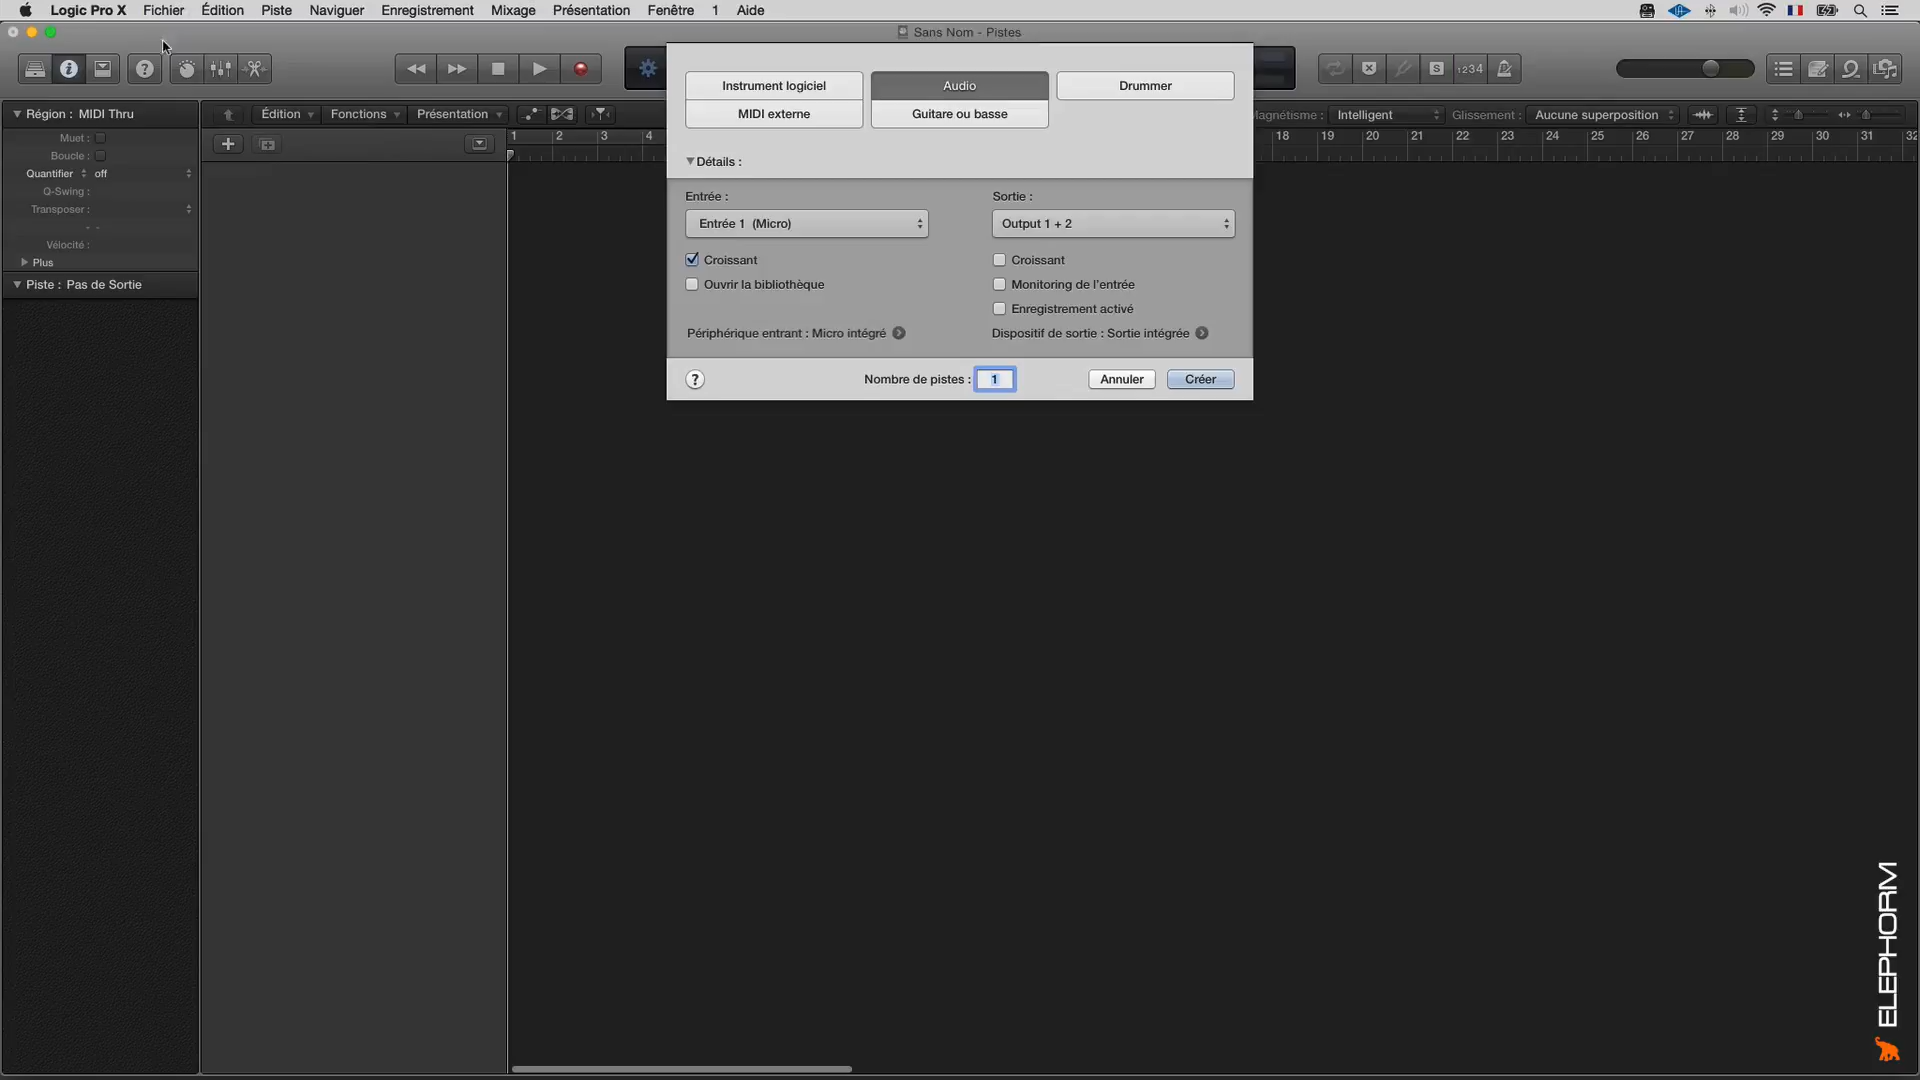 Logic Pro X Fichier Édition Piste Naviguer Enregistrement Mixage Présentation Fenêtre 1 Aide
Sans Nom - Pistes
1234
Instrument logiciel Audio Drummer
MIDI externe Guitare ou basse
Région : MIDI Thru
Édition Fonctions Présentation
agnétisme : Intelligent Glissement : Aucune superposition
Muet :
Boucle :
Quantifier off
Q-Swing :
Transposer :
- -
Vélocité :
Plus
Piste : Pas de Sortie
1 2 3 4 18 19 20 21 22 23 24 25 26 27 28 29 30 31 32
Détails :
Entrée : Sortie :
Entrée 1 (Micro) Output 1 + 2
Croissant Croissant
Ouvrir la bibliothèque Monitoring de l'entrée
Enregistrement activé
Périphérique entrant : Micro intégré Dispositif de sortie : Sortie intégrée
? Nombre de pistes : 1 Annuler Créer
ELEPHORM